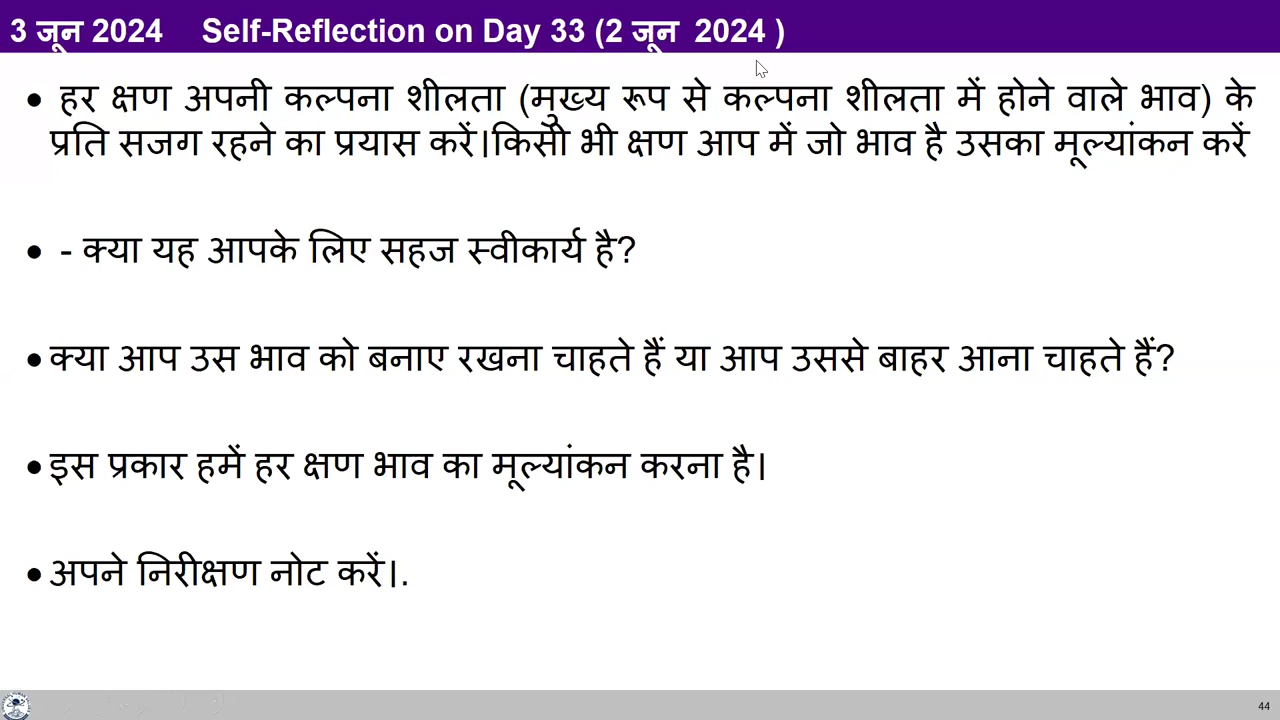 3 जून 2024 Self-Reflection on Day 33 (2 जून 2024 )
• हर क्षण अपनी कल्पना शीलता (मुख्य रूप से कल्पना शीलता में होने वाले भाव) के
प्रति सजग रहने का प्रयास करें।किसी भी क्षण आप में जो भाव है उसका मूल्यांकन करें
• - क्या यह आपके लिए सहज स्वीकार्य है?
• क्या आप उस भाव को बनाए रखना चाहते हैं या आप उससे बाहर आना चाहते हैं?
• इस प्रकार हमें हर क्षण भाव का मूल्यांकन करना है।
• अपने निरीक्षण नोट करें।.
44